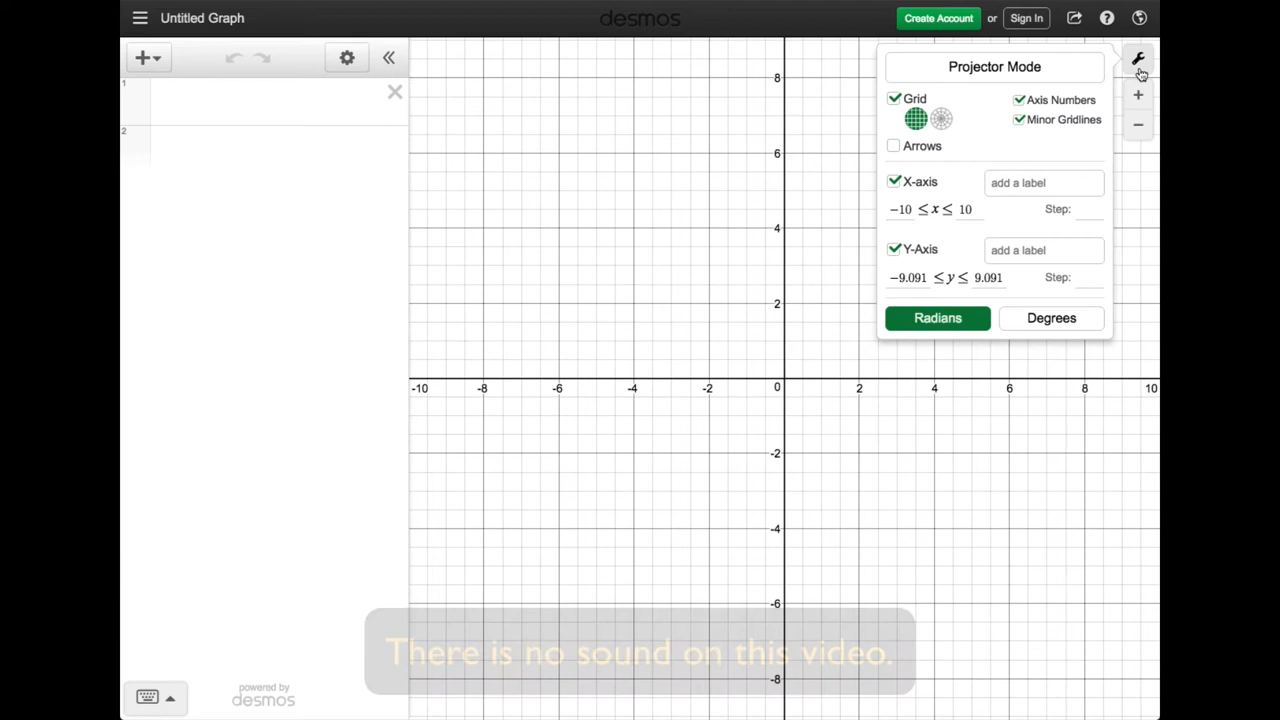 Untitled Graph
desmos
Create Account or Sign In
Projector Mode
Grid
Axis Numbers
Minor Gridlines
Arrows
X-axis
add a label
−10 ≤ x ≤ 10
Step:
Y-Axis
add a label
−9.091 ≤ y ≤ 9.091
Step:
Radians
Degrees
1
2
8
6
4
2
-10 -8 -6 -4 -2 0 2 4 6 8 10
-2
-4
-6
-8
There is no sound on this video.
powered by
desmos